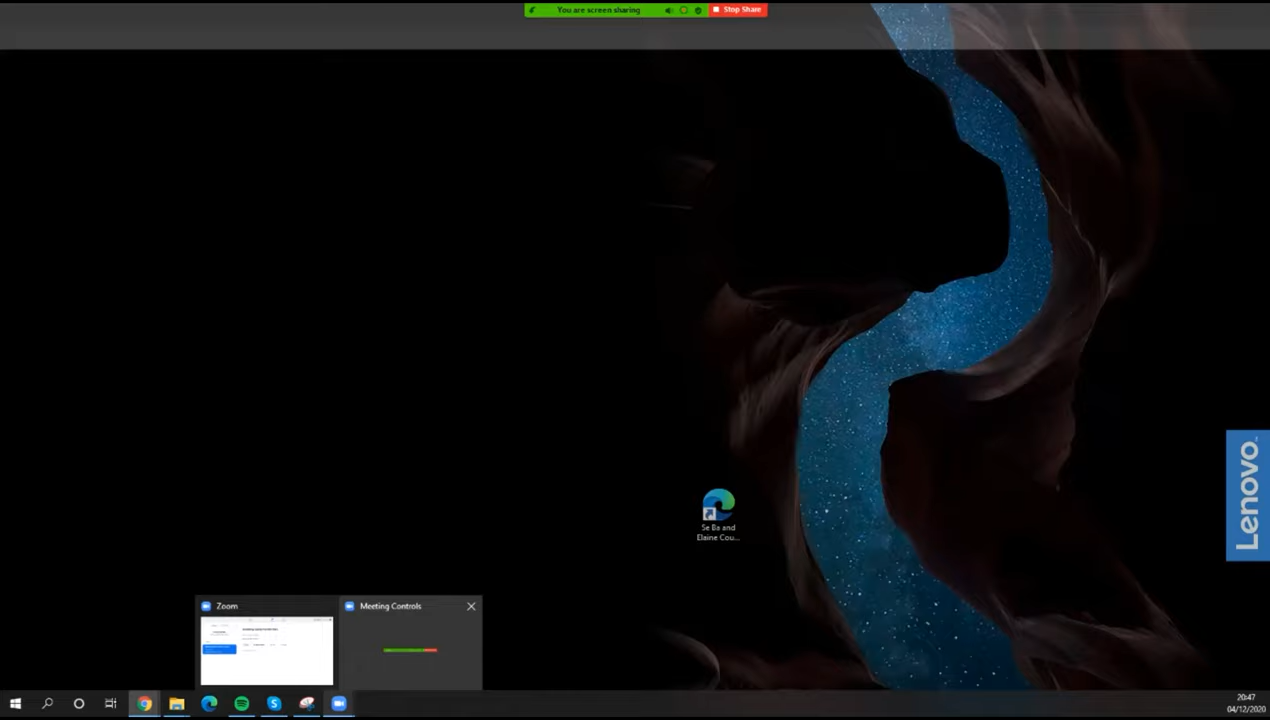 You are screen sharing
Stop Share
Lenovo
Se Ba and
Elaine Cou...
Zoom
Meeting Controls
20:47
04/12/2020